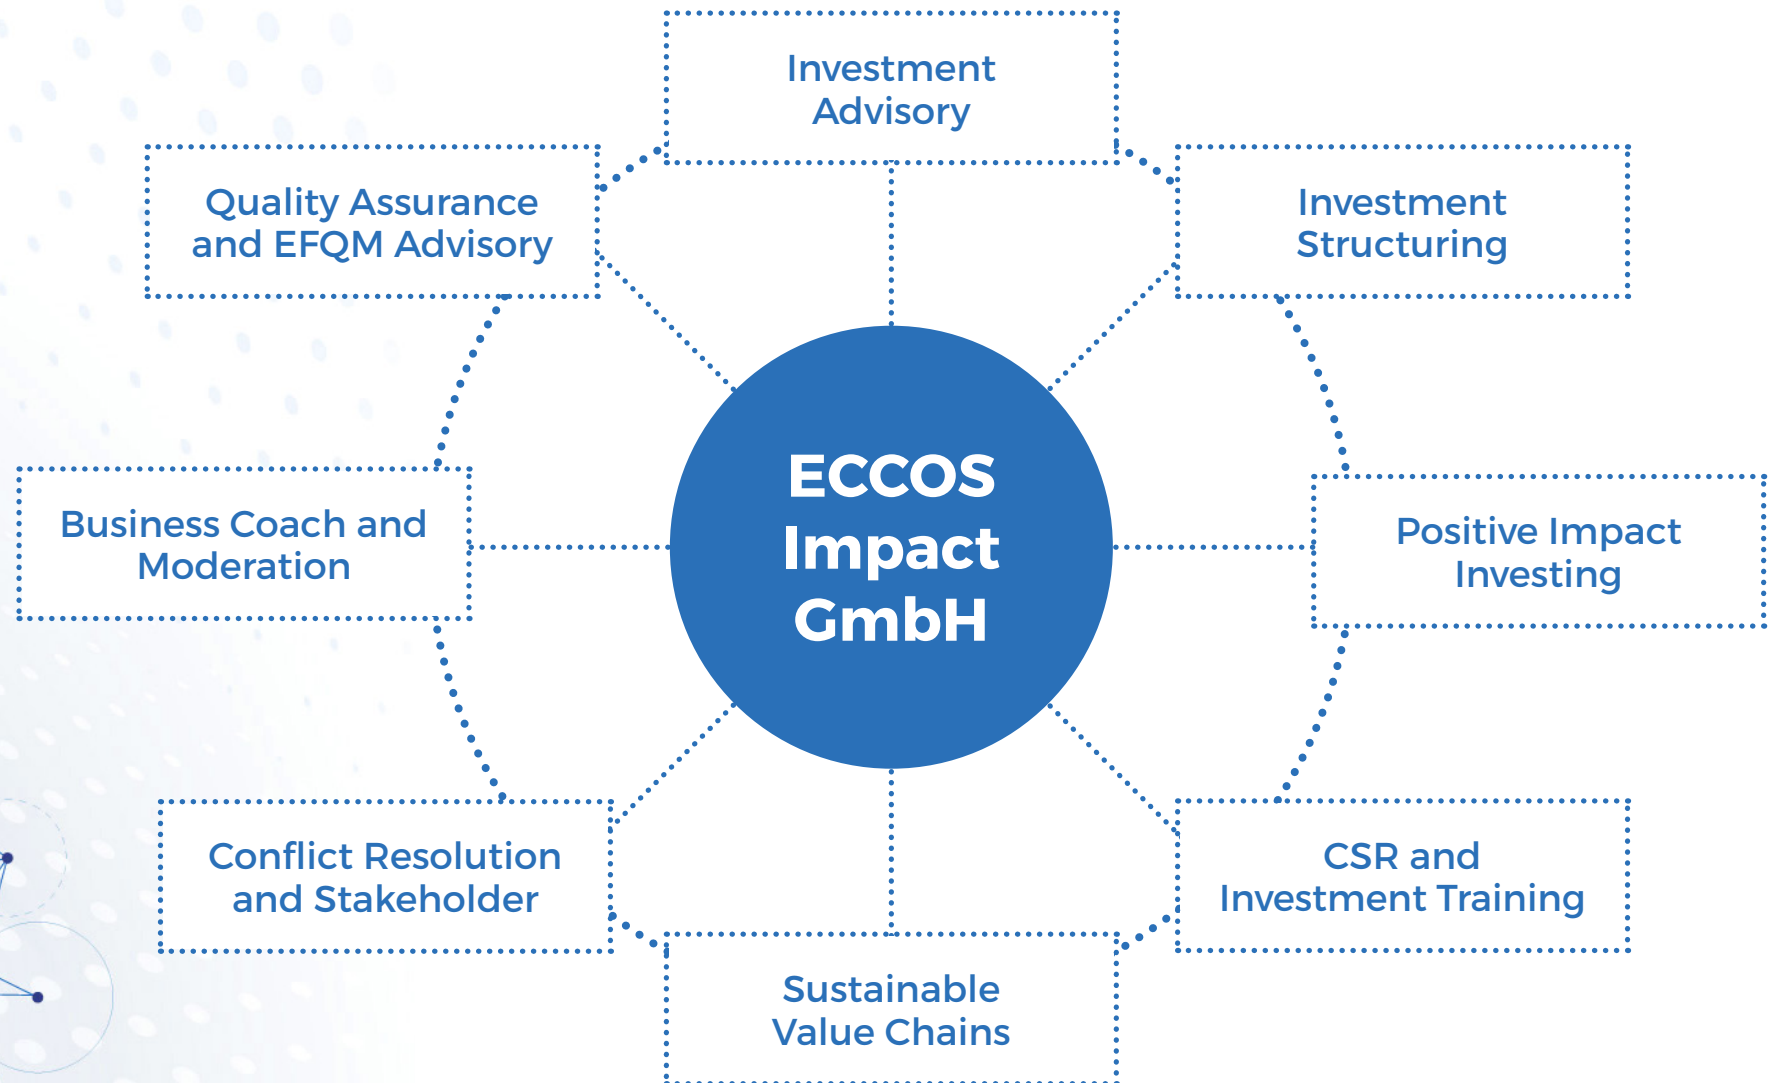 Investment
Advisory
Quality Assurance
and EFQM Advisory
Investment
Structuring
ECCOS
Impact
GmbH
Business Coach and
Moderation
Positive Impact
Investing
Conflict Resolution
and Stakeholder
CSR and
Investment Training
Sustainable
Value Chains